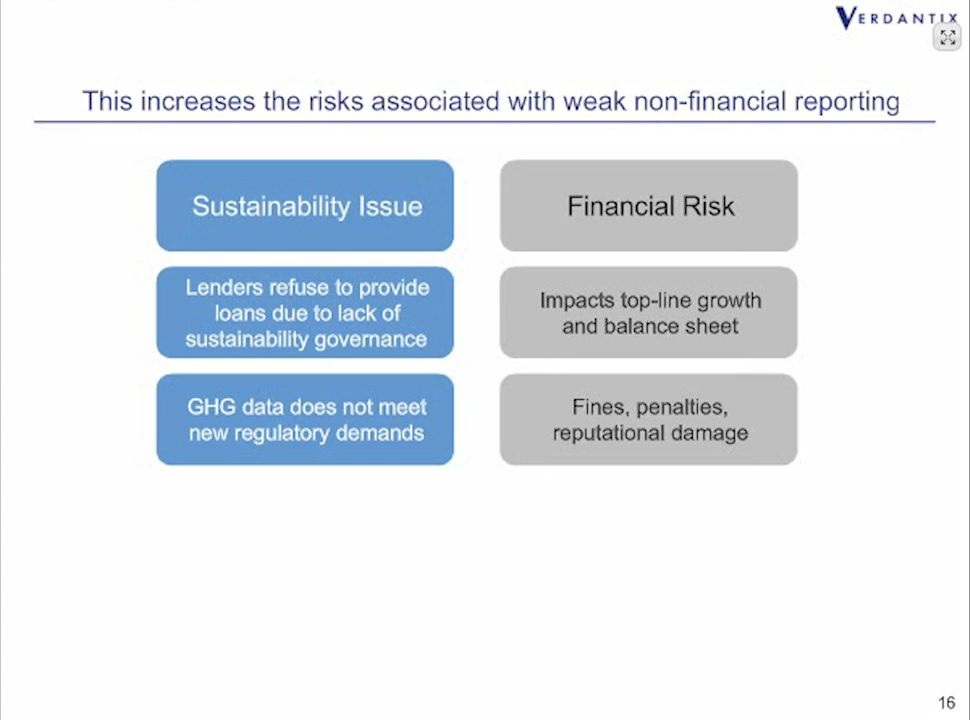 VERDANTIX
This increases the risks associated with weak non-financial reporting
Sustainability Issue
Financial Risk
Lenders refuse to provide
loans due to lack of
sustainability governance
Impacts top-line growth
and balance sheet
GHG data does not meet
new regulatory demands
Fines, penalties,
reputational damage
16